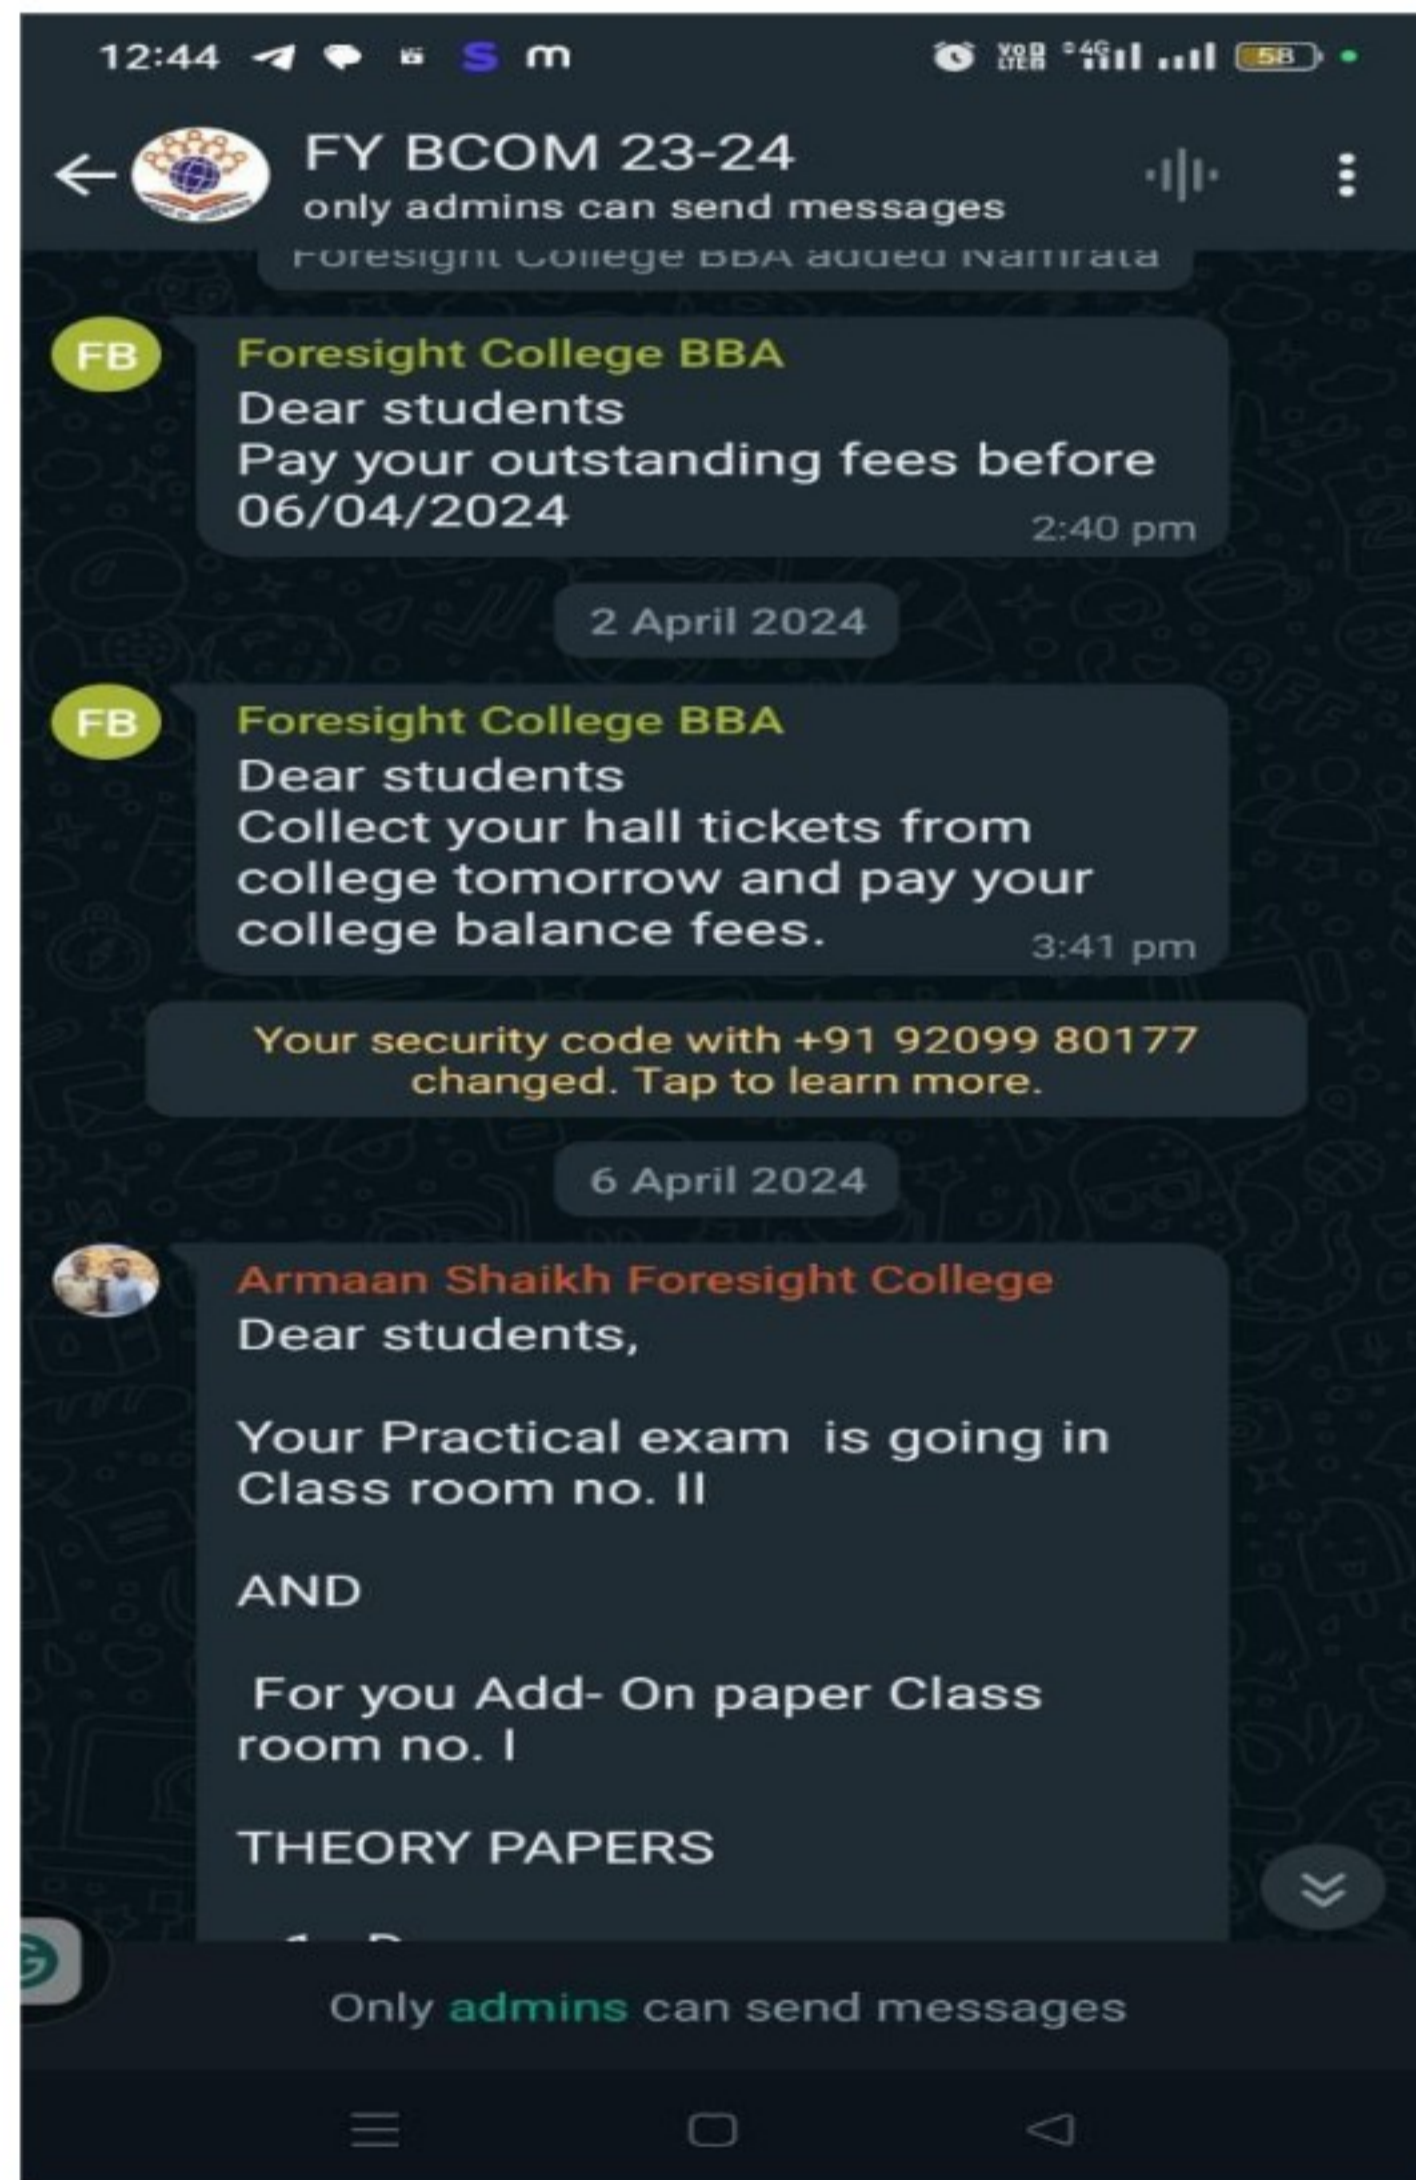 12:44
VoD
LTE
4G
58
FY BCOM 23-24
only admins can send messages
Foresight College BBA added Namrata
FB
Foresight College BBA
Dear students
Pay your outstanding fees before
06/04/2024
2:40 pm
2 April 2024
FB
Foresight College BBA
Dear students
Collect your hall tickets from
college tomorrow and pay your
college balance fees.
3:41 pm
Your security code with +91 92099 80177
changed. Tap to learn more.
6 April 2024
Armaan Shaikh Foresight College
Dear students,
Your Practical exam  is going in
Class room no. II
AND
For you Add- On paper Class
room no. I
THEORY PAPERS
Only admins can send messages